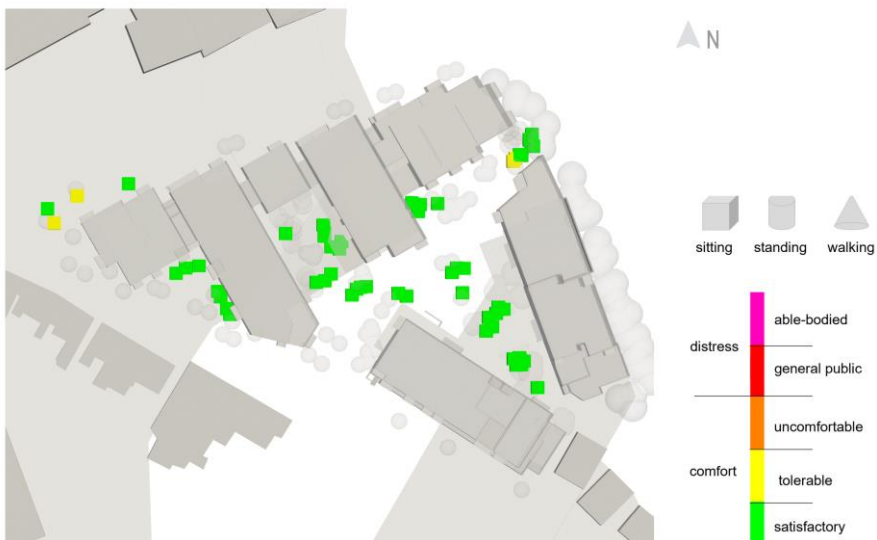 N
sitting standing walking
able-bodied
distress
general public
uncomfortable
comfort
tolerable
satisfactory